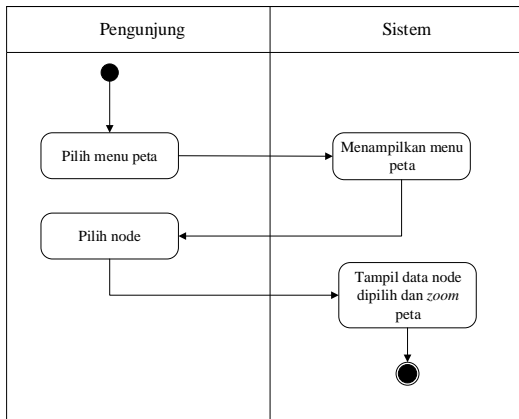 Pengunjung
Sistem
Pilih menu peta
Menampilkan menu
peta
Pilih node
Tampil data node
dipilih dan zoom
peta